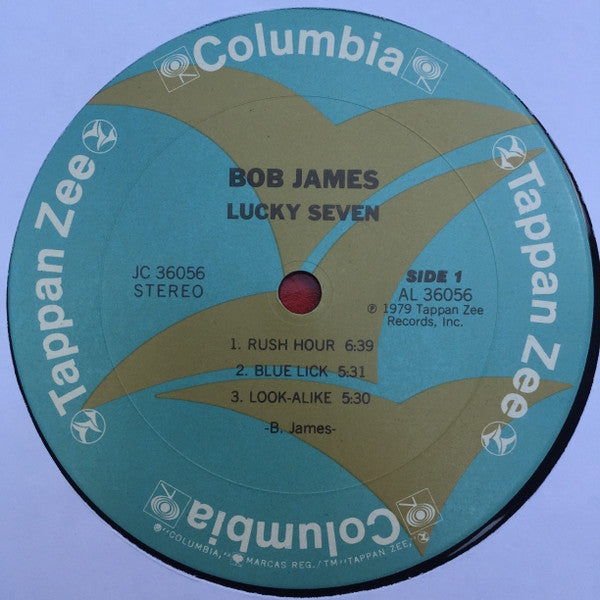 Columbia
Tappan Zee
Tappan Zee
BOB JAMES
LUCKY SEVEN
JC 36056
STEREO
SIDE 1
AL 36056
℗ 1979 Tappan Zee
Records, Inc.
1. RUSH HOUR 6:39
2. BLUE LICK 5:31
3. LOOK-ALIKE 5:30
-B. James-
Columbia
®"COLUMBIA," MARCAS REG./TM "TAPPAN ZEE,"